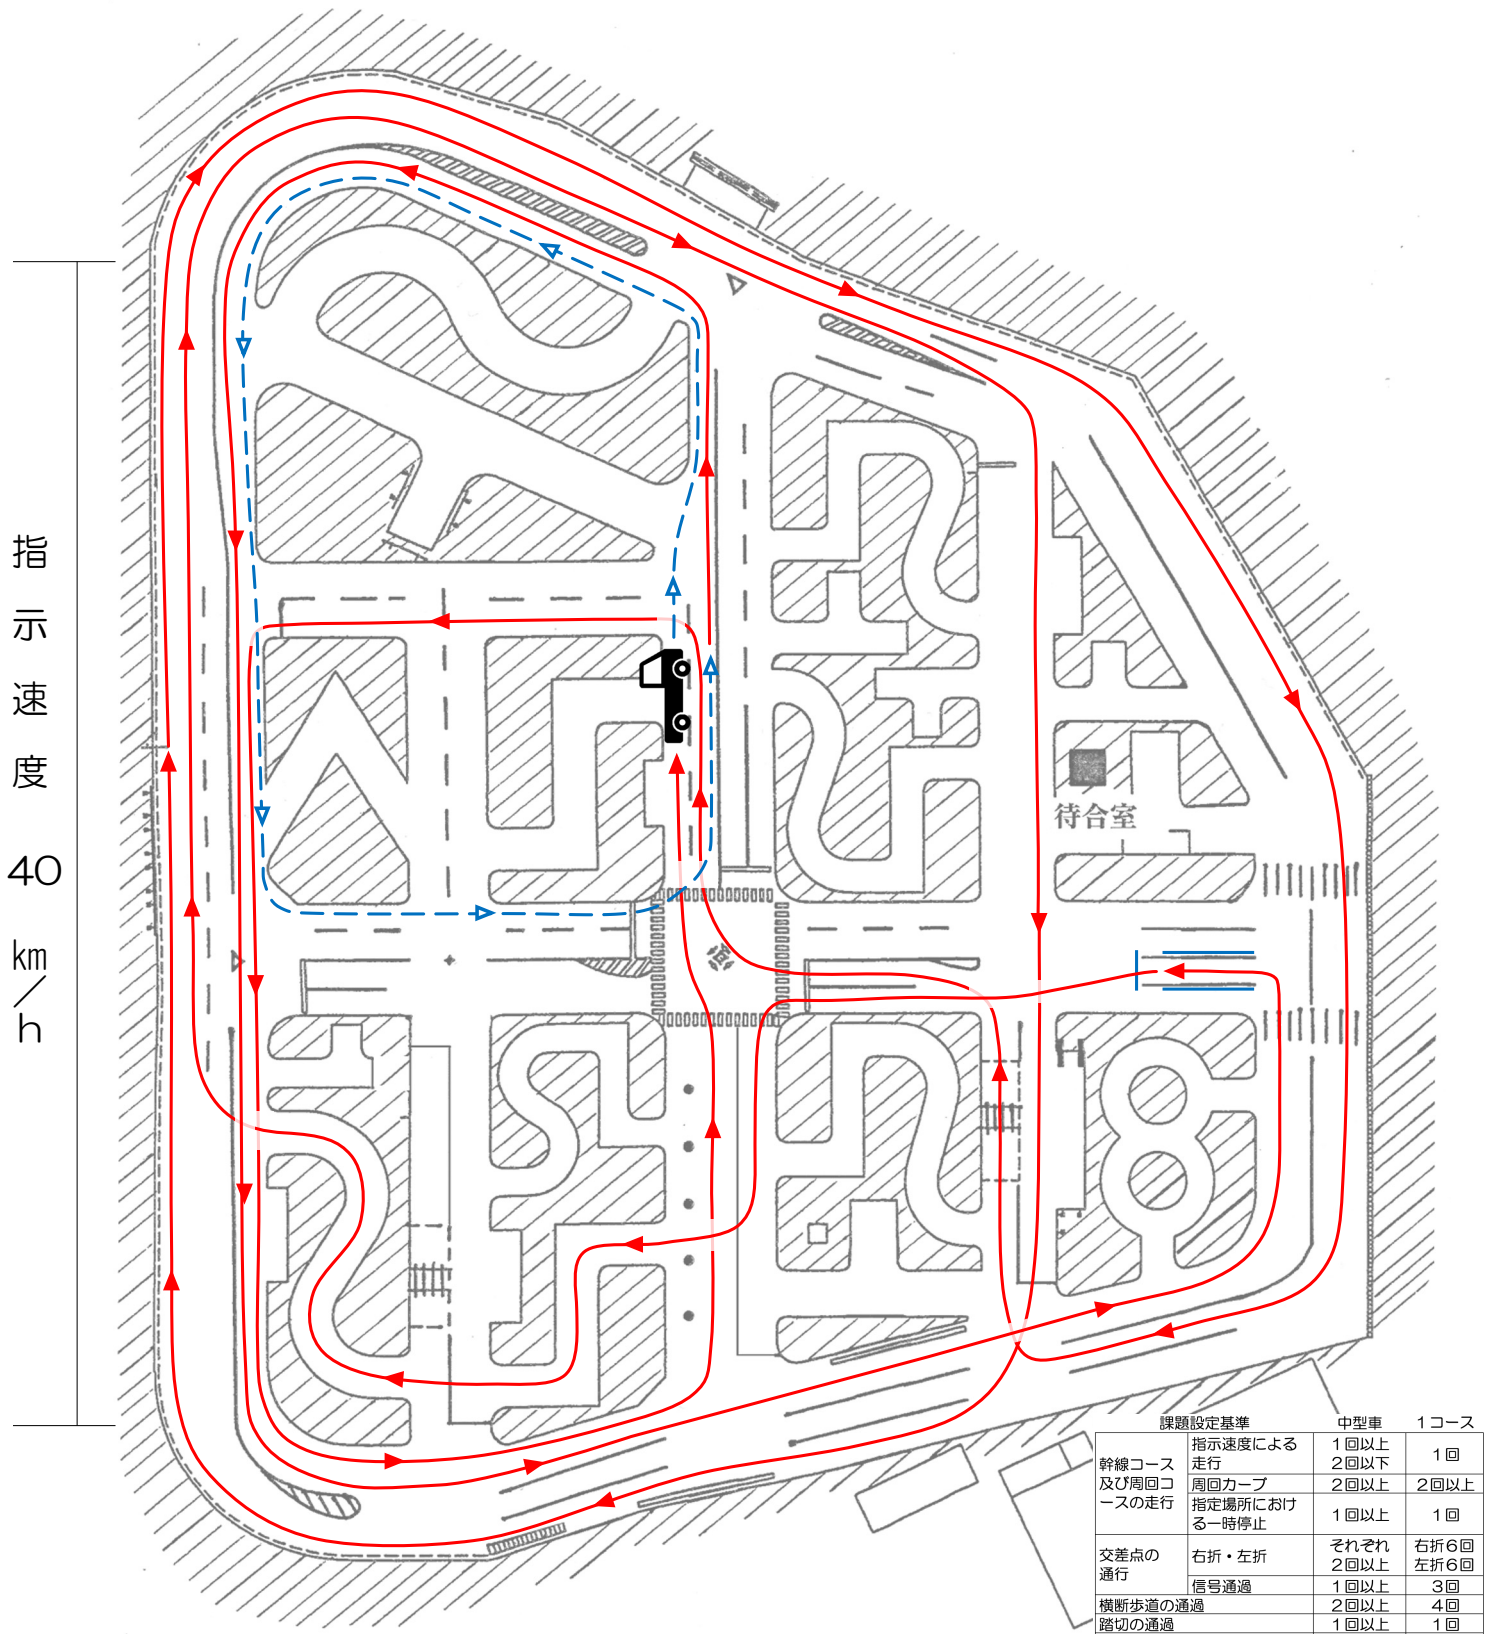 指
示
速
度
40
km
/
h
待合室
課題設定基準 中型車 1コース
幹線コース及び周回コースの走行 指示速度による走行 1回以上2回以下 1回
周回カーブ 2回以上 2回以上
指定場所における一時停止 1回以上 1回
交差点の通行 右折・左折 それぞれ2回以上 右折6回左折6回
信号通過 1回以上 3回
横断歩道の通過 2回以上 4回
踏切の通過 1回以上 1回